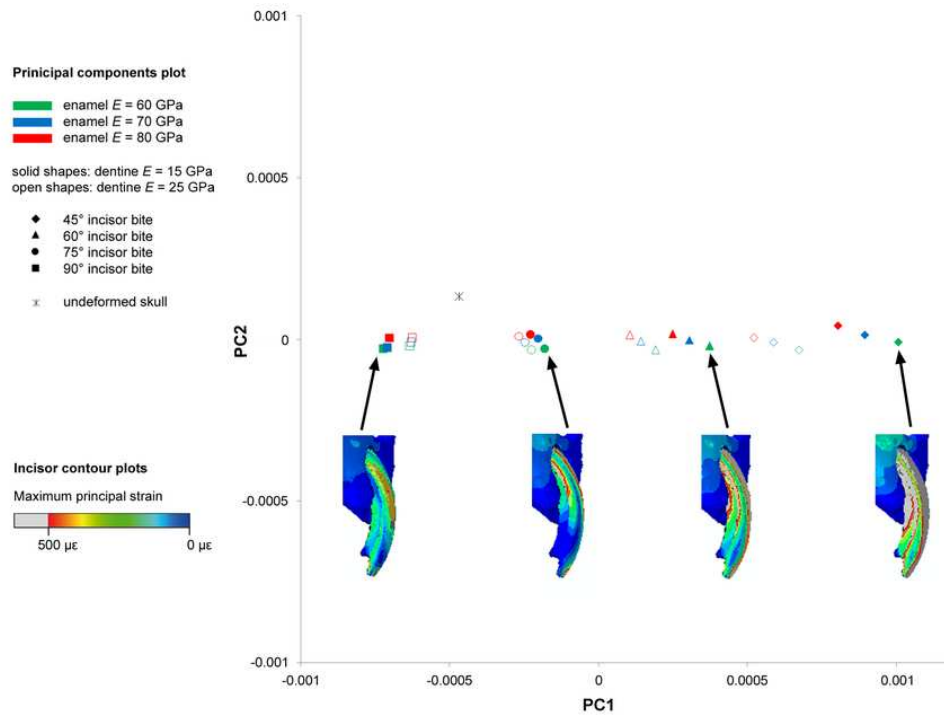 Prinicipal components plot
enamel E = 60 GPa
enamel E = 70 GPa
enamel E = 80 GPa
solid shapes: dentine E = 15 GPa
open shapes: dentine E = 25 GPa
45° incisor bite
60° incisor bite
75° incisor bite
90° incisor bite
undeformed skull
Incisor contour plots
Maximum principal strain
500 µε 0 µε
PC2
0.001
0.0005
0
-0.0005
-0.001
-0.001 -0.0005 0 0.0005 0.001
PC1